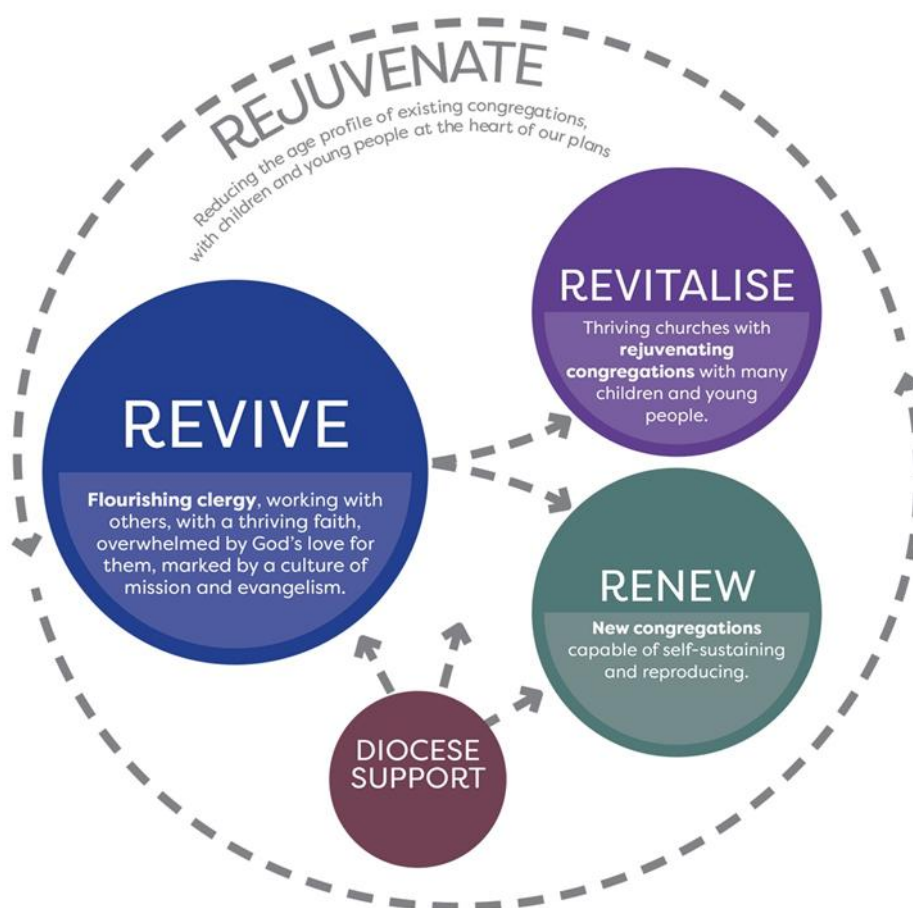 REJUVENATE
Reducing the age profile of existing congregations,
with children and young people at the heart of our plans
REVITALISE
Thriving churches with
rejuvenating
congregations with many
children and young
people.
REVIVE
Flourishing clergy, working with
others, with a thriving faith,
overwhelmed by God's love for
them, marked by a culture of
mission and evangelism.
RENEW
New congregations
capable of self-sustaining
and reproducing.
DIOCESE
SUPPORT